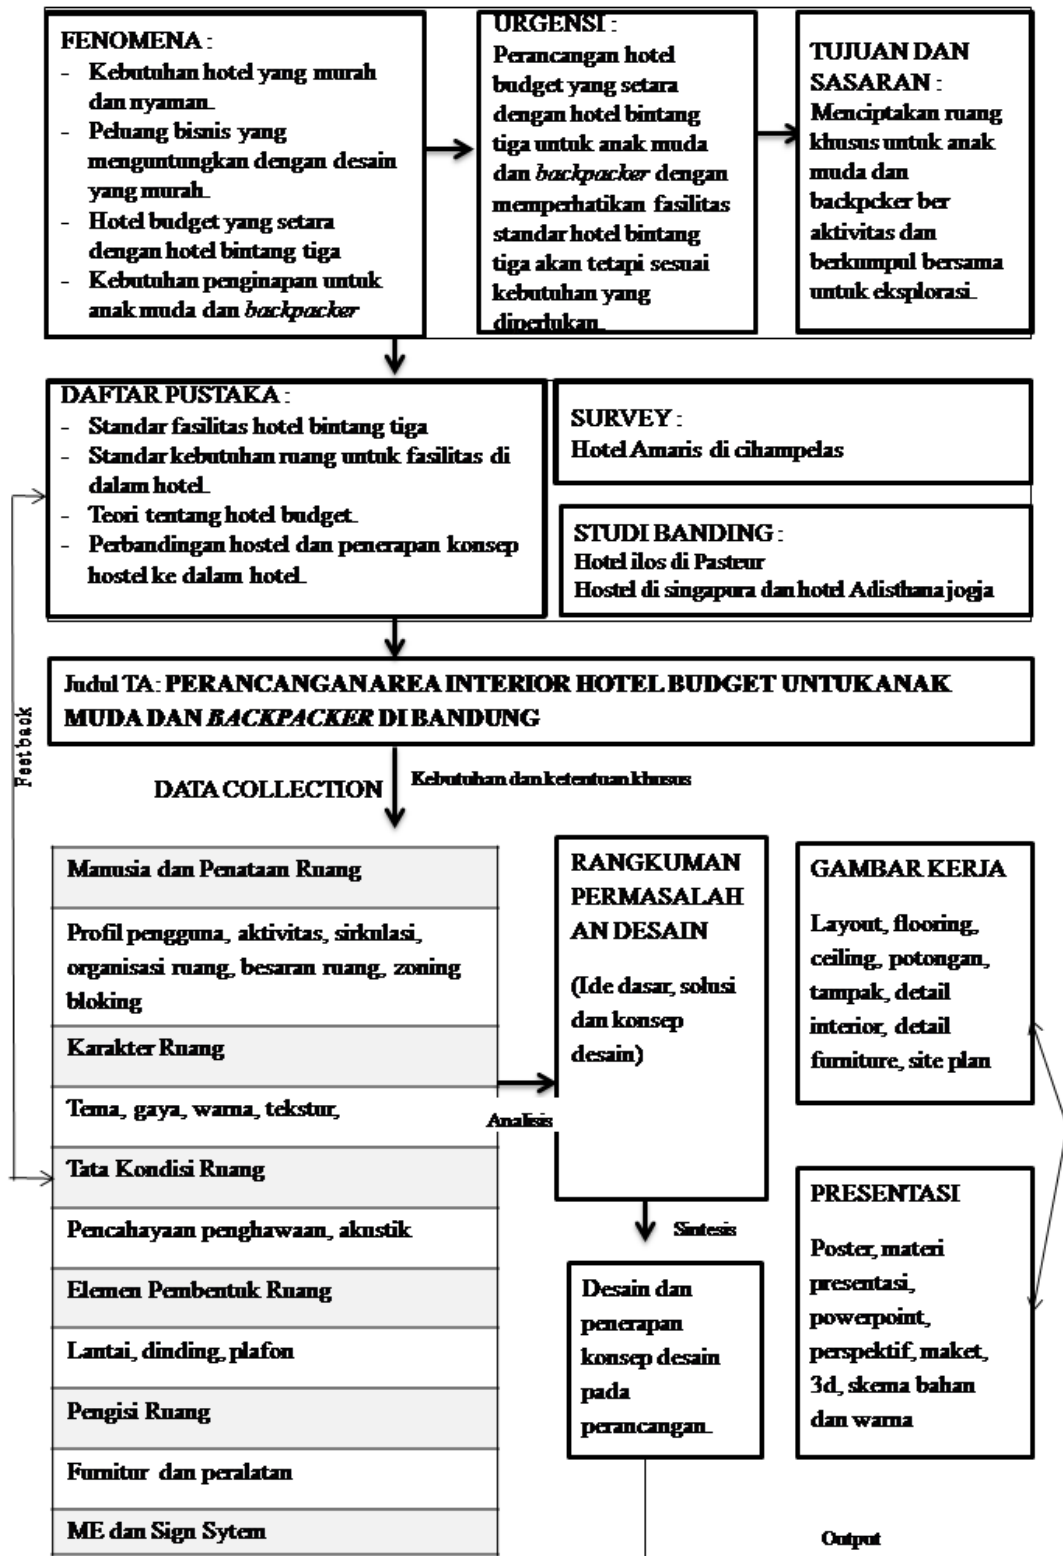 FENOMENA :
- Kebutuhan hotel yang murah
dan nyaman.
- Peluang bisnis yang
menguntungkan dengan desain
yang murah.
- Hotel budget yang setara
dengan hotel bintang tiga
- Kebutuhan penginapan untuk
anak muda dan backpacker
URGENSI :
Perancangan hotel
budget yang setara
dengan hotel bintang
tiga untuk anak muda
dan backpacker dengan
memperhatikan fasilitas
standar hotel bintang
tiga akan tetapi sesuai
kebutuhan yang
diperlukan.
TUJUAN DAN
SASARAN :
Menciptakan ruang
khusus untuk anak
muda dan
backpcker ber
aktivitas dan
berkumpul bersama
untuk eksplorasi.
DAFTAR PUSTAKA :
- Standar fasilitas hotel bintang tiga
- Standar kebutuhan ruang untuk fasilitas di
dalam hotel.
- Teori tentang hotel budget.
- Perbandingan hostel dan penerapan konsep
hostel ke dalam hotel.
SURVEY :
Hotel Amaris di cihampelas
STUDI BANDING :
Hotel ilos di Pasteur
Hostel di singapura dan hotel Adisthana jogja
Judul TA: PERANCANGAN AREA INTERIOR HOTEL BUDGET UNTUK ANAK
MUDA DAN BACKPACKER DI BANDUNG
Feet back
DATA COLLECTION
Kebutuhan dan ketentuan khusus
Manusia dan Penataan Ruang
Profil pengguna, aktivitas, sirkulasi,
organisasi ruang, besaran ruang, zoning
bloking
Karakter Ruang
Tema, gaya, warna, tekstur,
Tata Kondisi Ruang
Pencahayaan penghawaan, akustik
Elemen Pembentuk Ruang
Lantai, dinding, plafon
Pengisi Ruang
Furnitur dan peralatan
ME dan Sign Sytem
Analisis
RANGKUMAN
PERMASALAH
AN DESAIN
(Ide dasar, solusi
dan konsep
desain)
Sintesis
Desain dan
penerapan
konsep desain
pada
perancangan.
GAMBAR KERJA
Layout, flooring,
ceiling, potongan,
tampak, detail
interior, detail
furniture, site plan
PRESENTASI
Poster, materi
presentasi,
powerpoint,
perspektif, maket,
3d, skema bahan
dan warna
Output